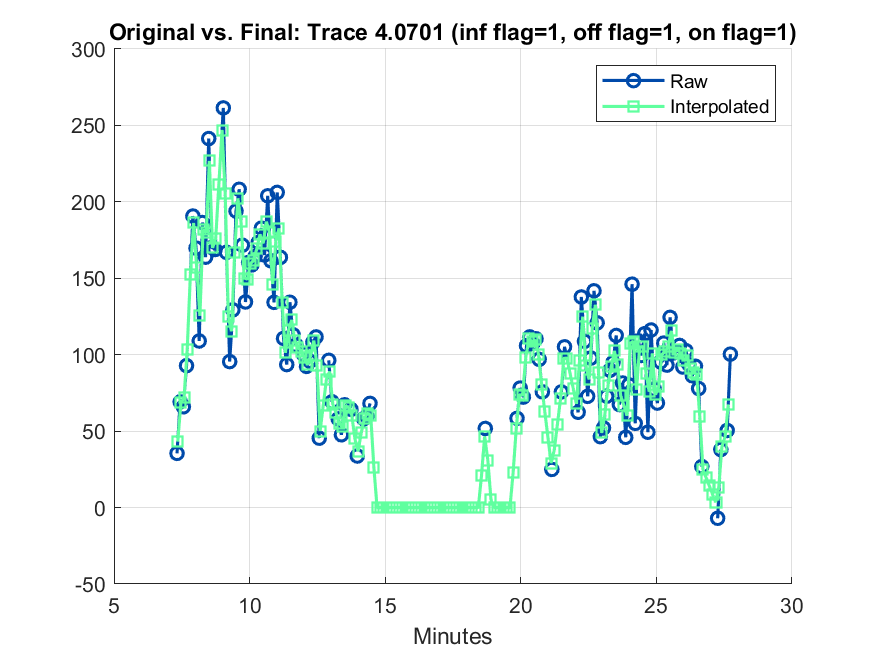 Original vs. Final: Trace 4.0701 (inf flag=1, off flag=1, on flag=1)
300
250
200
150
100
50
0
-50
5 10 15 20 25 30
Minutes
Raw
Interpolated